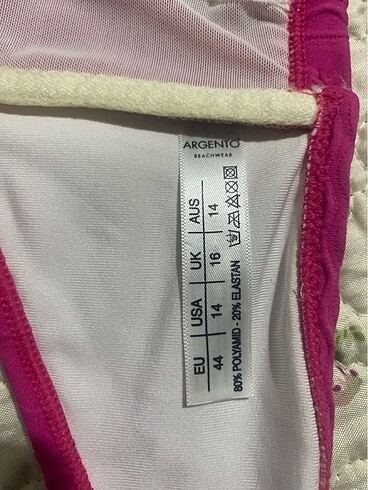 ARGENTO
BEACHWEAR
EU | USA | UK | AUS
44 | 14 | 16 | 14
80% POLYAMID - 20% ELASTAN